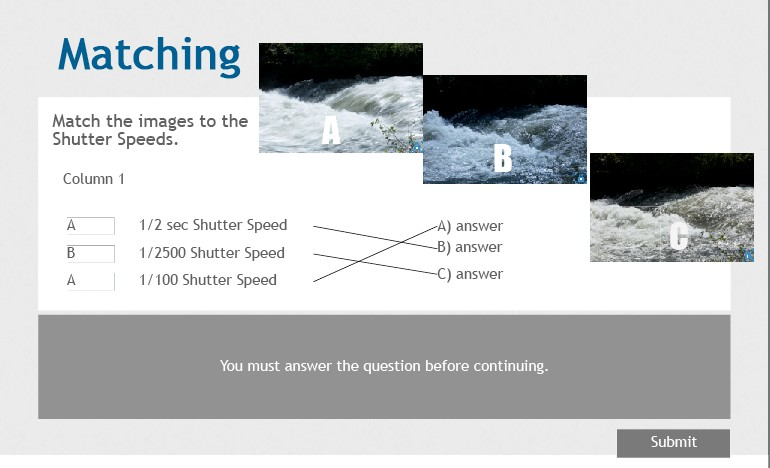 Matching
Match the images to the
Shutter Speeds.
A
B
C
Column 1
A 1/2 sec Shutter Speed A) answer
B 1/2500 Shutter Speed B) answer
A 1/100 Shutter Speed C) answer
You must answer the question before continuing.
Submit